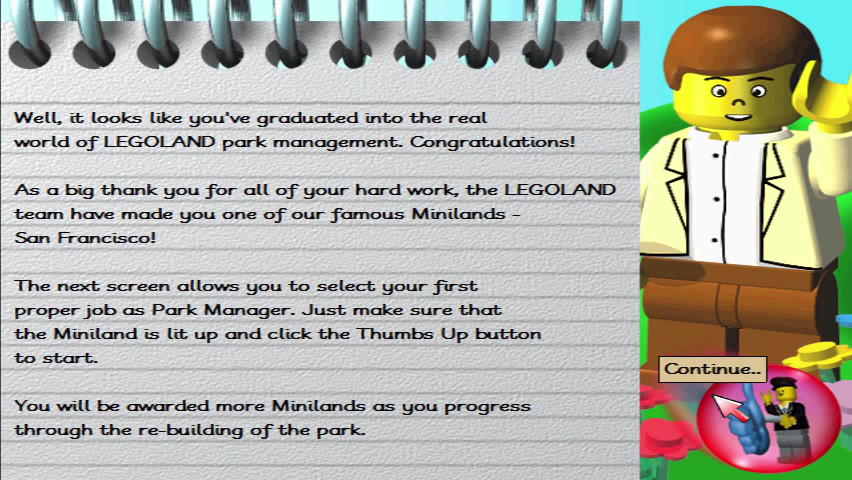 Well, it looks like you've graduated into the real
world of LEGOLAND park management. Congratulations!
As a big thank you for all of your hard work, the LEGOLAND
team have made you one of our famous Minilands -
San Francisco!
The next screen allows you to select your first
proper job as Park Manager. Just make sure that
the Miniland is lit up and click the Thumbs Up button
to start.
You will be awarded more Minilands as you progress
through the re-building of the park.
Continue..